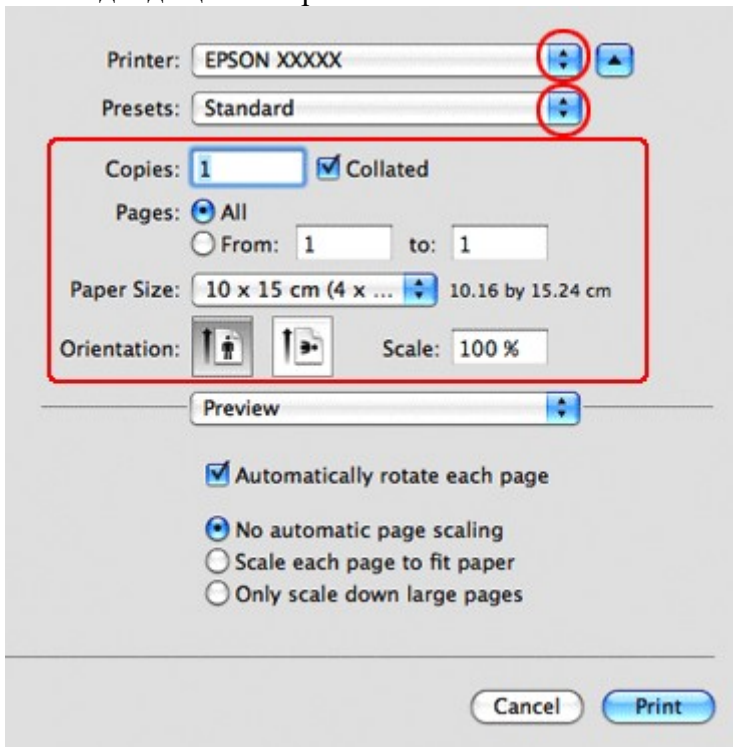 Printer: EPSON XXXXX
Presets: Standard
Copies: 1 Collated
Pages: All
From: 1 to: 1
Paper Size: 10 x 15 cm (4 x ... 10.16 by 15.24 cm
Orientation: Scale: 100 %
Preview
Automatically rotate each page
No automatic page scaling
Scale each page to fit paper
Only scale down large pages
Cancel Print